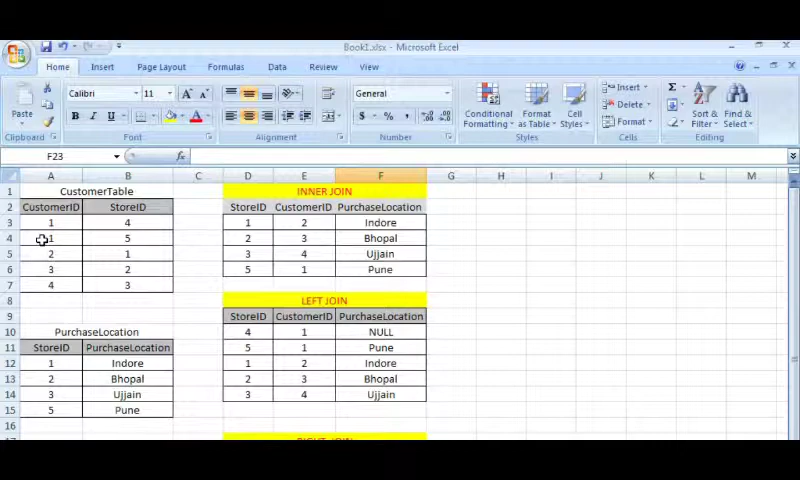 Book1.xlsx - Microsoft Excel
Home Insert Page Layout Formulas Data Review View
Calibri 11 A A General Σ Insert
Paste B I U A $ % , Conditional Formatting Format as Table Cell Styles Delete Format Sort & Filter Find & Select
Clipboard Font Alignment Number Styles Cells Editing
F23 fx
A B C D E F G H I J K L M
1 CustomerTable INNER JOIN
2 CustomerID StoreID StoreID CustomerID PurchaseLocation
3 1 4 1 2 Indore
4 1 5 2 3 Bhopal
5 2 1 3 4 Ujjain
6 3 2 5 1 Pune
7 4 3
8 LEFT JOIN
9 StoreID CustomerID PurchaseLocation
10 PurchaseLocation 4 1 NULL
11 StoreID PurchaseLocation 5 1 Pune
12 1 Indore 1 2 Indore
13 2 Bhopal 2 3 Bhopal
14 3 Ujjain 3 4 Ujjain
15 5 Pune
16
17 RIGHT JOIN